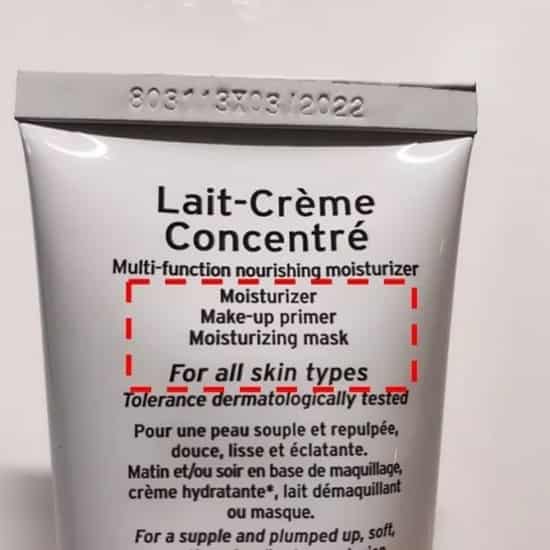 803113X03/2022
Lait-Crème
Concentré
Multi-function nourishing moisturizer
Moisturizer
Make-up primer
Moisturizing mask
For all skin types
Tolerance dermatologically tested
Pour une peau souple et repulpée,
douce, lisse et éclatante.
Matin et/ou soir en base de maquillage,
crème hydratante*, lait démaquillant
ou masque.
For a supple and plumped up, soft,